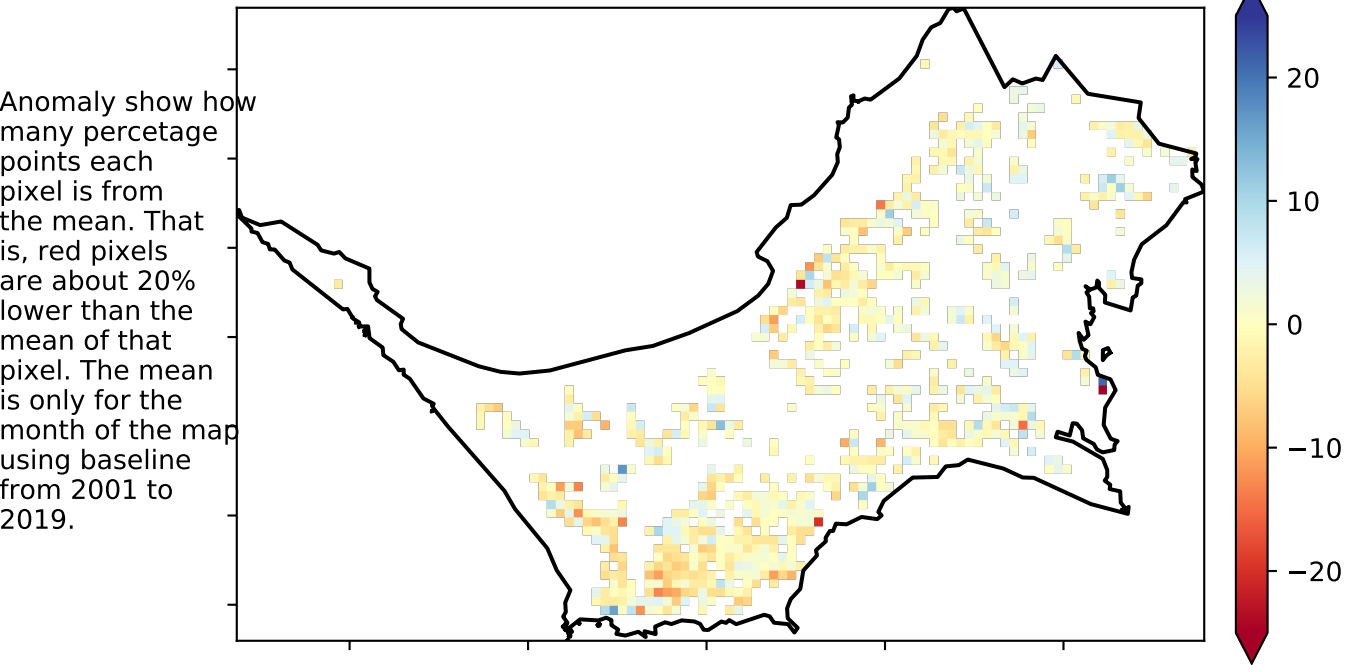 Anomaly show how
many percetage
points each
pixel is from
the mean. That
is, red pixels
are about 20%
lower than the
mean of that
pixel. The mean
is only for the
month of the map
using baseline
from 2001 to
2019.
20
10
0
−10
−20